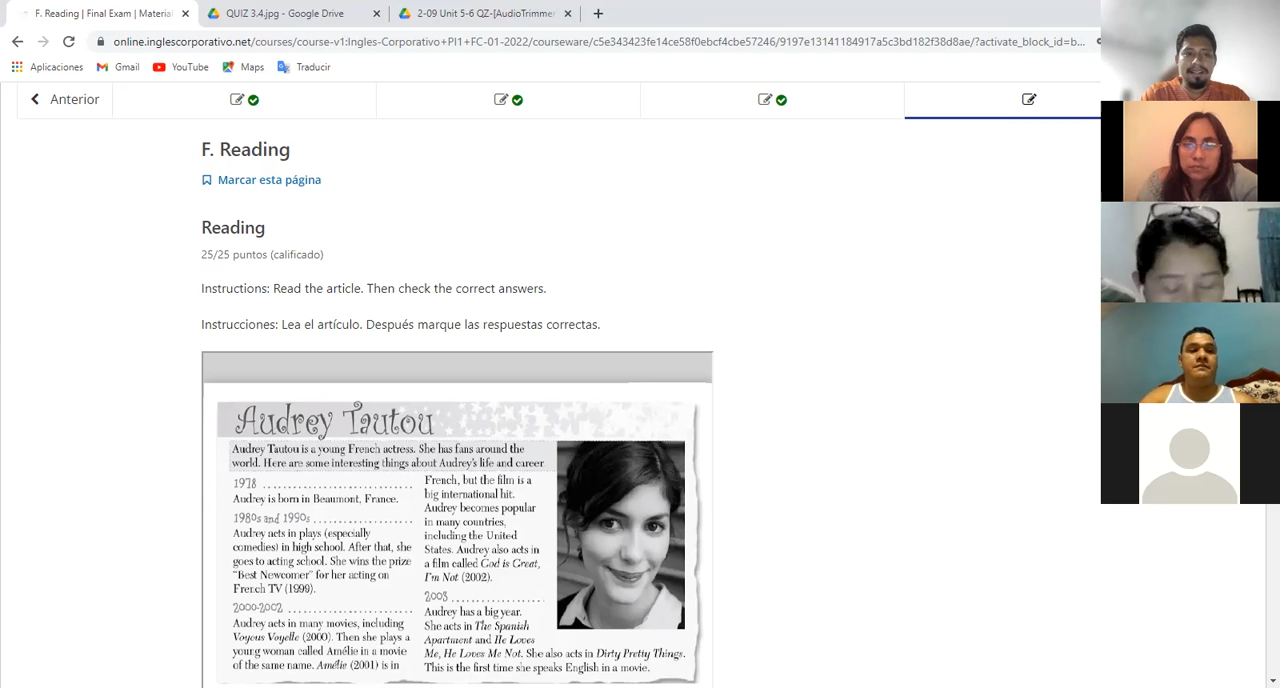 F. Reading | Final Exam | Material
QUIZ 3.4.jpg - Google Drive
2-09 Unit 5-6 QZ-[AudioTrimmer
online.inglescorporativo.net/courses/course-v1:Ingles-Corporativo+PI1+FC-01-2022/courseware/c5e343423fe14ce58f0ebcf4cbe57246/9197e13141184917a5c3bd182f38d8ae/?activate_block_id=b...
Aplicaciones
Gmail
YouTube
Maps
Traducir
Anterior
F. Reading
Marcar esta página
Reading
25/25 puntos (calificado)
Instructions: Read the article. Then check the correct answers.
Instrucciones: Lea el artículo. Después marque las respuestas correctas.
Audrey Tautou
Audrey Tautou is a young French actress. She has fans around the
world. Here are some interesting things about Audrey's life and career
1978
Audrey is born in Beaumont, France.
1980s and 1990s
Audrey acts in plays (especially
comedies) in high school. After that, she
goes to acting school. She wins the prize
"Best Newcomer" for her acting on
French TV (1999).
2000-2002
Audrey acts in many movies, including
Voyous Voyelle (2000). Then she plays a
young woman called Amélie in a movie
of the same name. Amélie (2001) is in
French, but the film is a
big international hit.
Audrey becomes popular
in many countries,
including the United
States. Audrey also acts in
a film called God is Great,
I'm Not (2002).
2003
Audrey has a big year.
She acts in The Spanish
Apartment and He Loves
Me, He Loves Me Not. She also acts in Dirty Pretty Things.
This is the first time she speaks English in a movie.